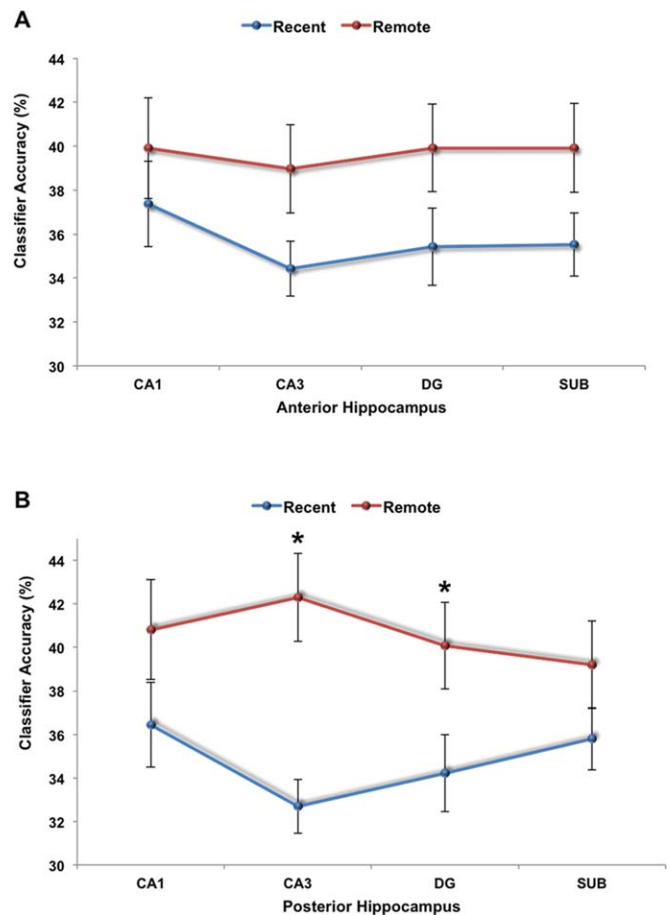 A
Recent Remote
Classifier Accuracy (%)
44
42
40
38
36
34
32
30
CA1 CA3 DG SUB
Anterior Hippocampus
B
Recent Remote
Classifier Accuracy (%)
44
42
40
38
36
34
32
30
* *
CA1 CA3 DG SUB
Posterior Hippocampus